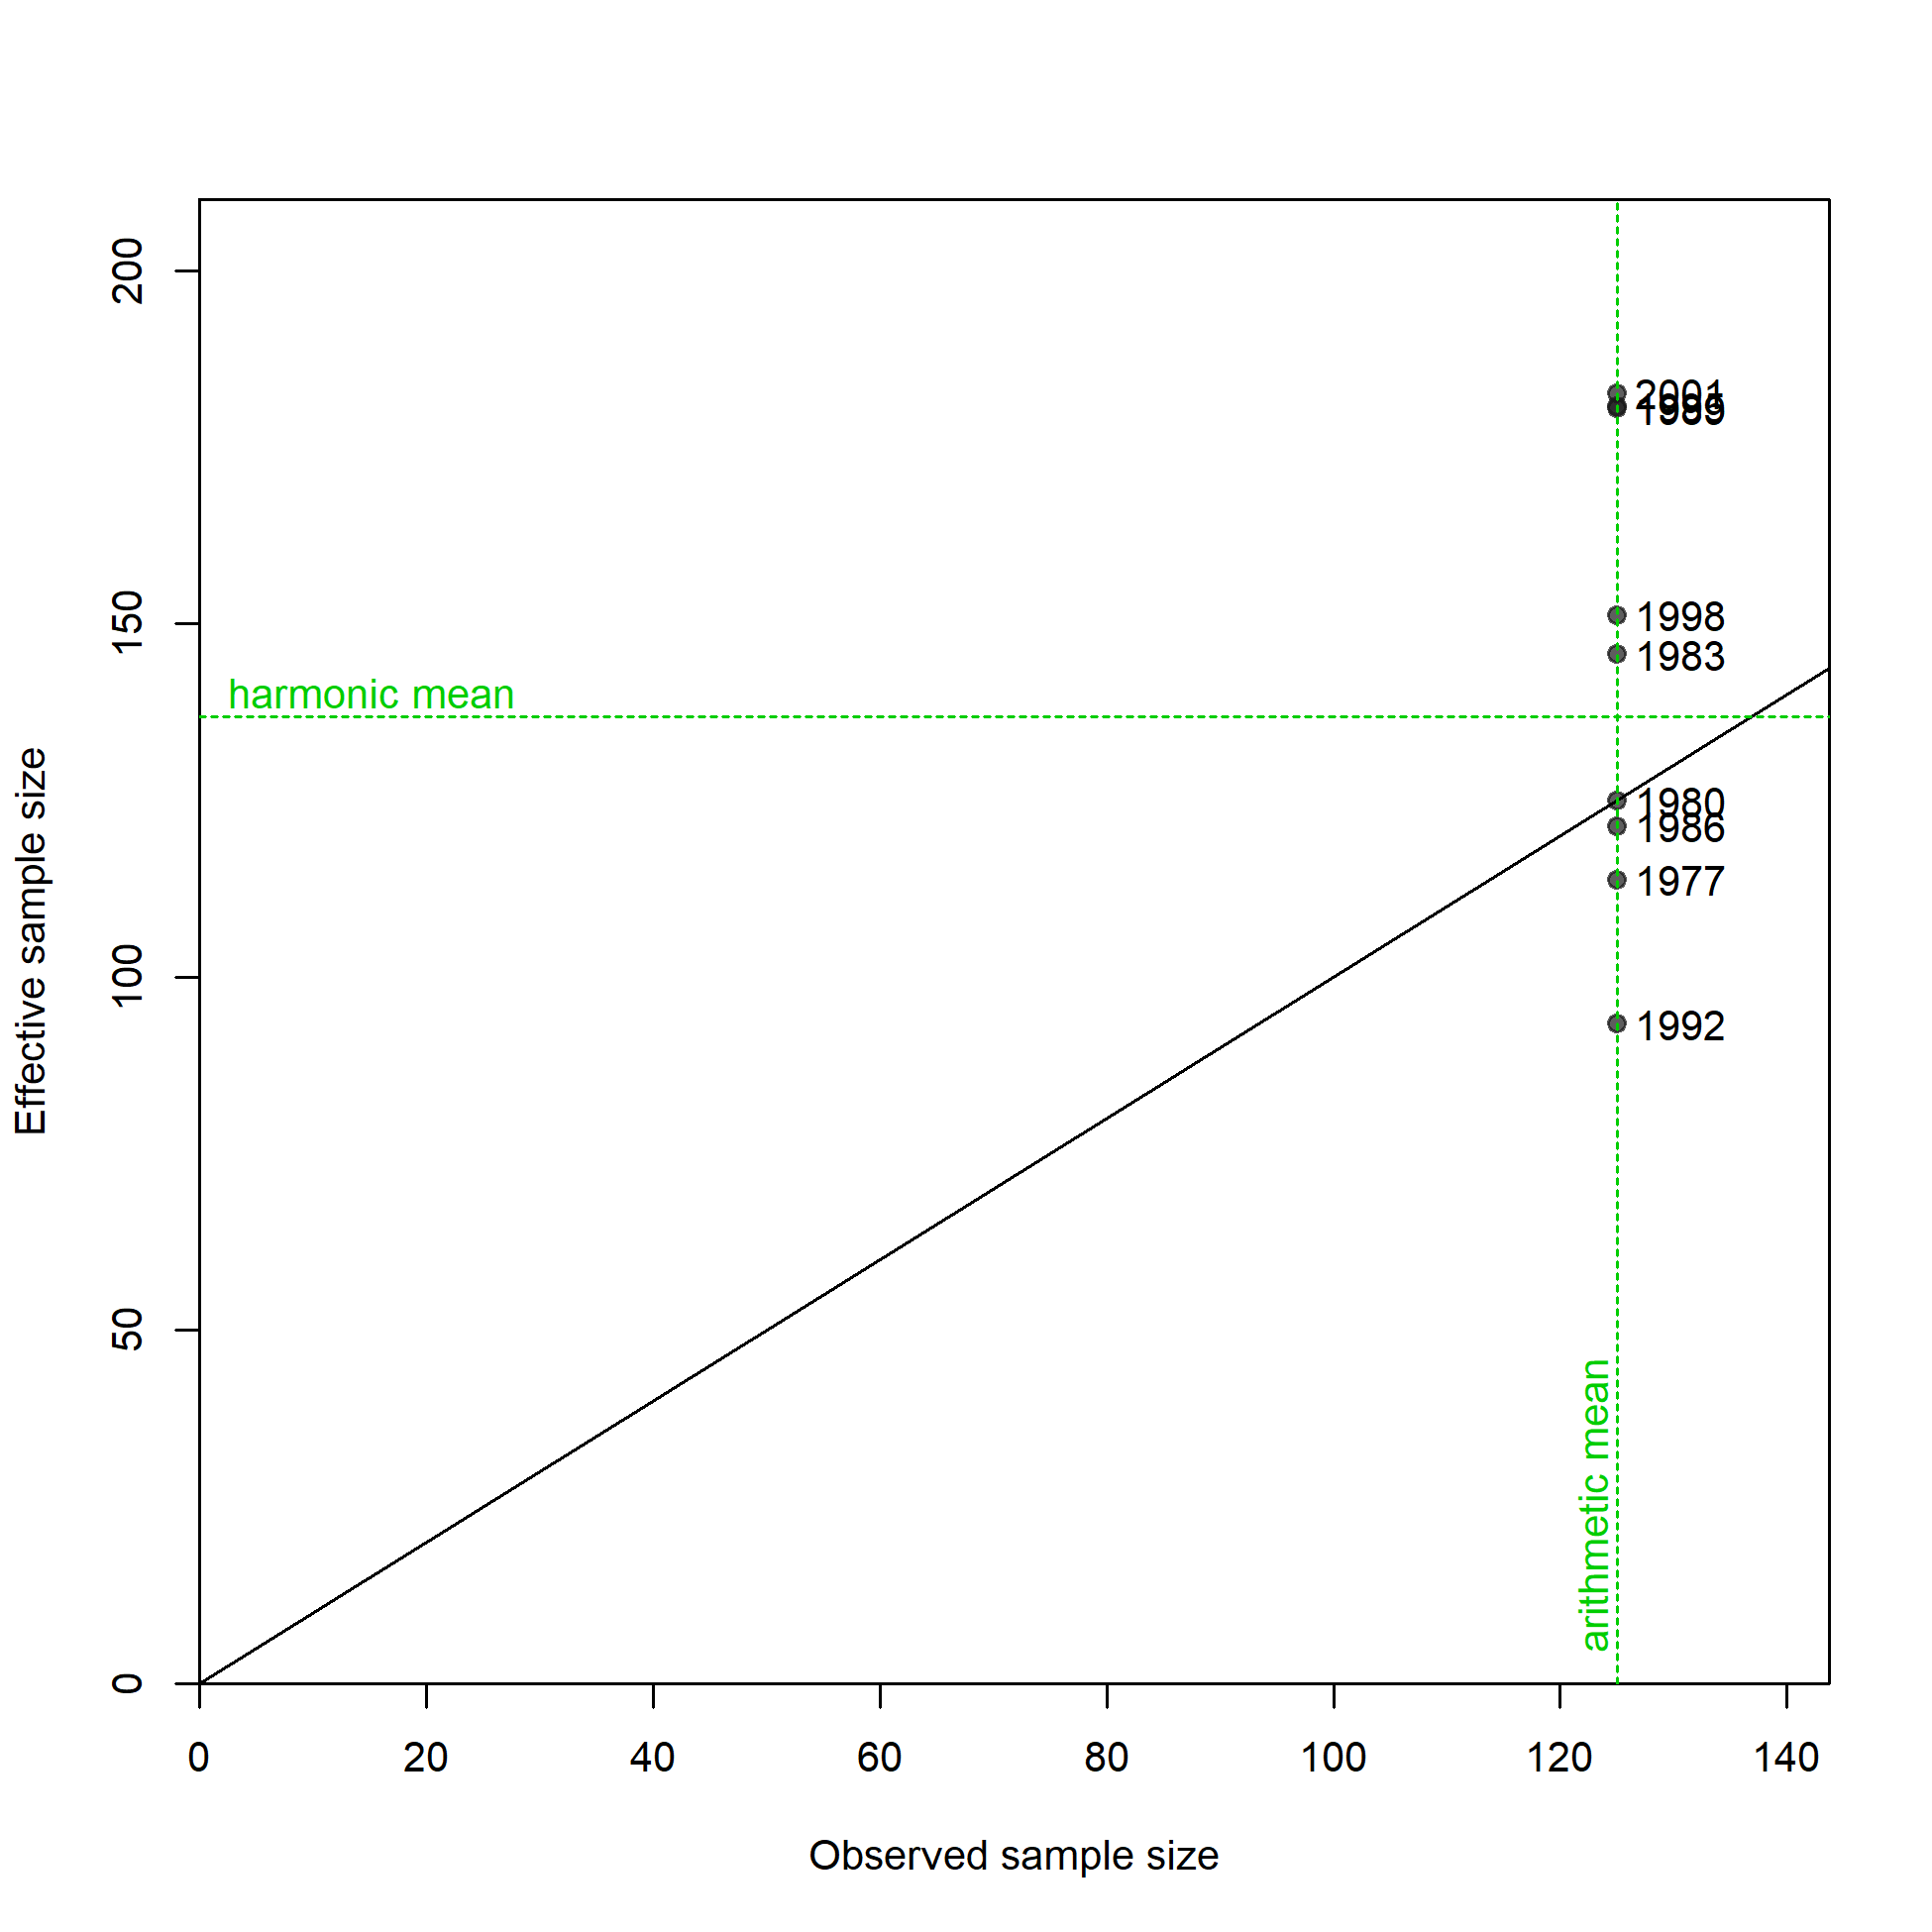 200
150
100
50
0
Effective sample size
harmonic mean
2001
1989
1998
1983
1980
1986
1977
1992
arithmetic mean
0 20 40 60 80 100 120 140
Observed sample size